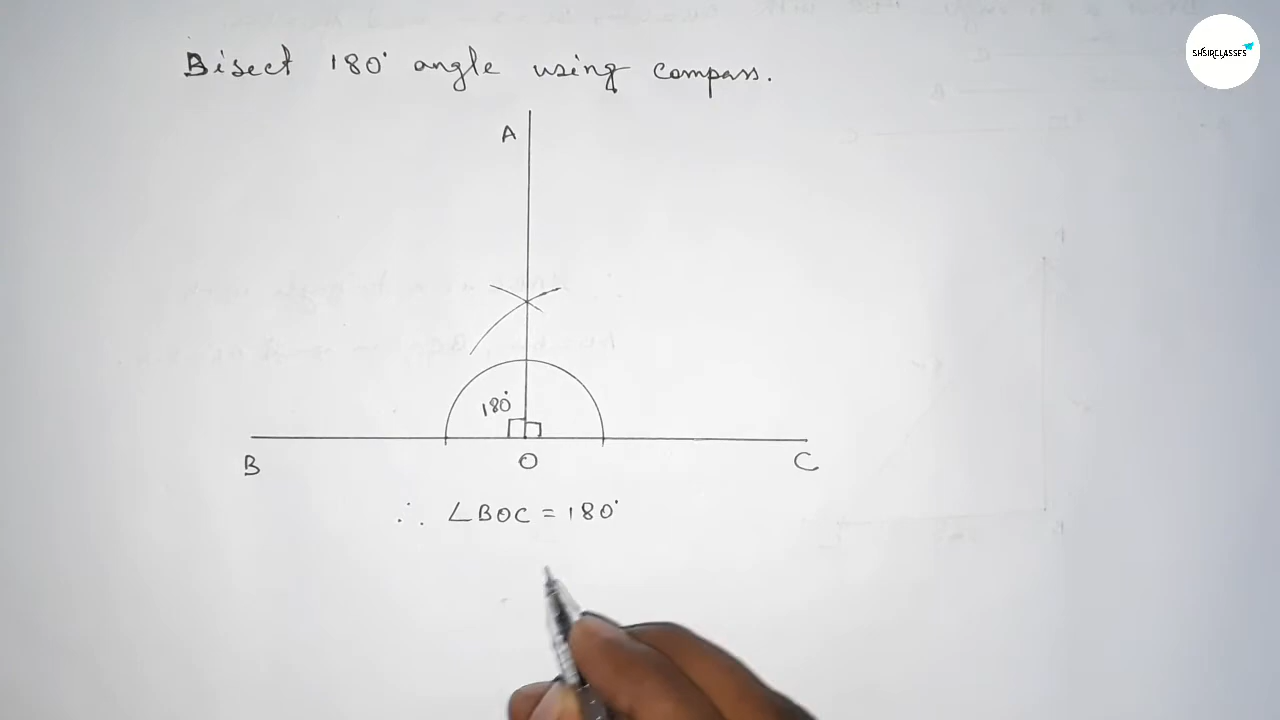 Bisect 180° angle using compass.
SHSIRCLASSES
A
180°
B
O
C
∴ ∠BOC = 180°